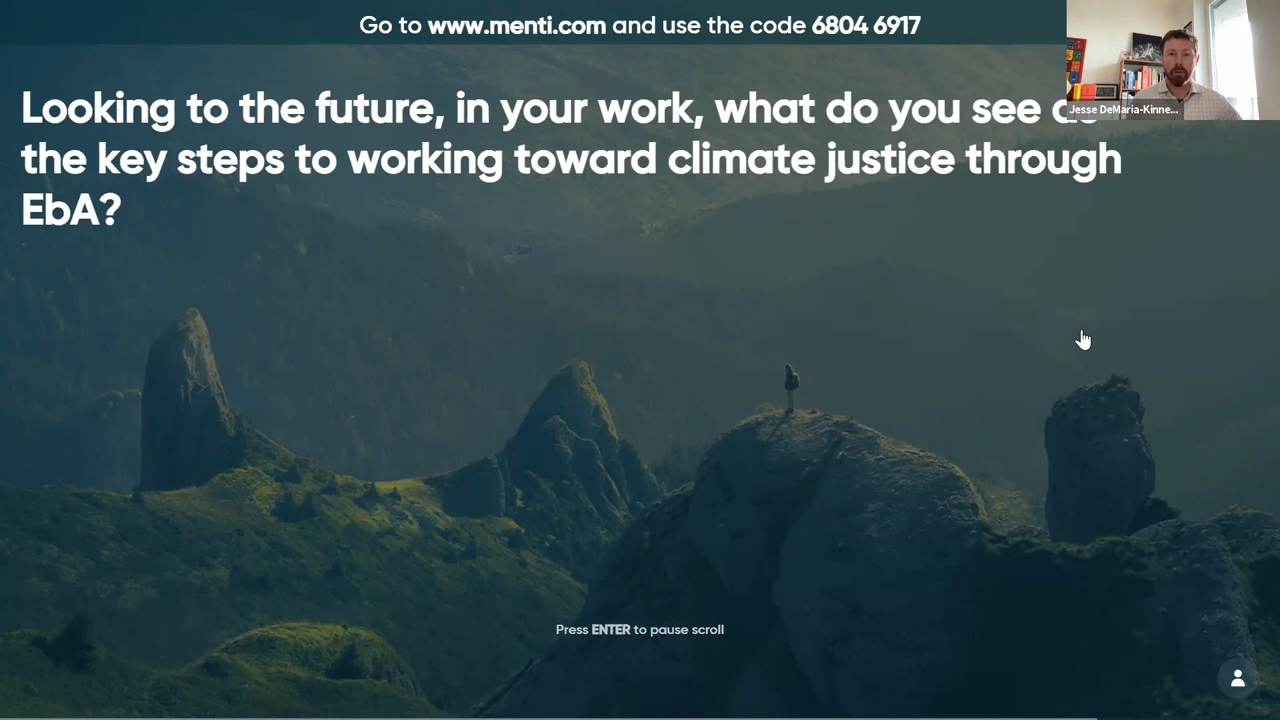 Go to www.menti.com and use the code 6804 6917
Looking to the future, in your work, what do you see
the key steps to working toward climate justice through
EbA?
Jesse DeMaria-Kinne...
Press ENTER to pause scroll